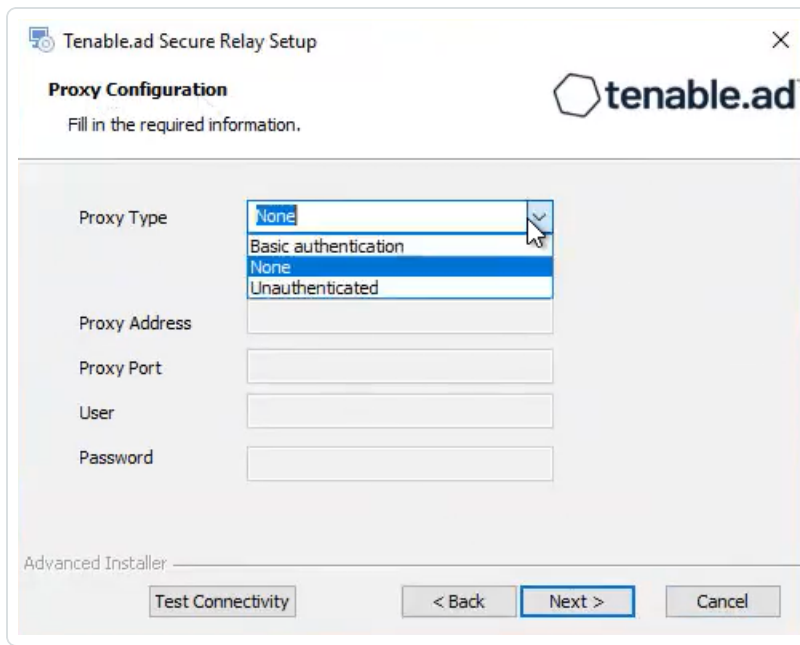 Tenable.ad Secure Relay Setup
Proxy Configuration
Fill in the required information.
tenable.ad
Proxy Type
None
Basic authentication
None
Unauthenticated
Proxy Address
Proxy Port
User
Password
Advanced Installer
Test Connectivity
< Back
Next >
Cancel